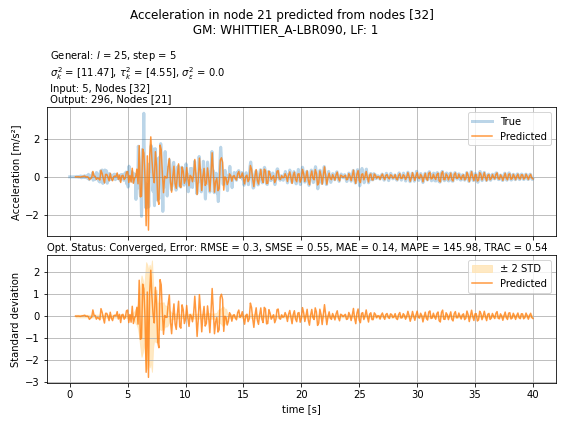 Acceleration in node 21 predicted from nodes [32]
GM: WHITTIER_A-LBR090, LF: 1
General: l = 25, step = 5
σ²ₖ = [11.47], τ²ₖ = [4.55], σ²ε = 0.0
Input: 5, Nodes [32]
Output: 296, Nodes [21]
Acceleration [m/s²]
2
0
−2
True
Predicted
Opt. Status: Converged, Error: RMSE = 0.3, SMSE = 0.55, MAE = 0.14, MAPE = 145.98, TRAC = 0.54
Standard deviation
2
1
0
−1
−2
−3
± 2 STD
Predicted
0 5 10 15 20 25 30 35 40
time [s]